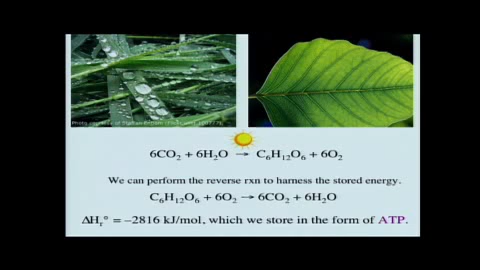 6CO₂ + 6H₂O → C₆H₁₂O₆ + 6O₂
We can perform the reverse rxn to harness the stored energy.
C₆H₁₂O₆ + 6O₂ → 6CO₂ + 6H₂O
ΔHᵣ° = −2816 kJ/mol, which we store in the form of ATP.